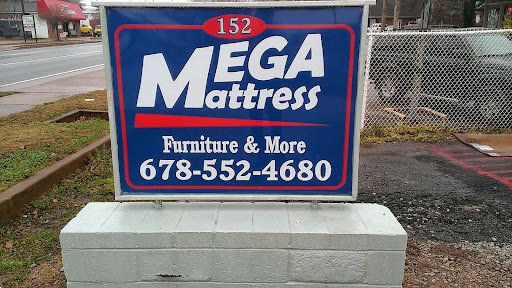 152
MEGA
Mattress
Furniture & More
678-552-4680